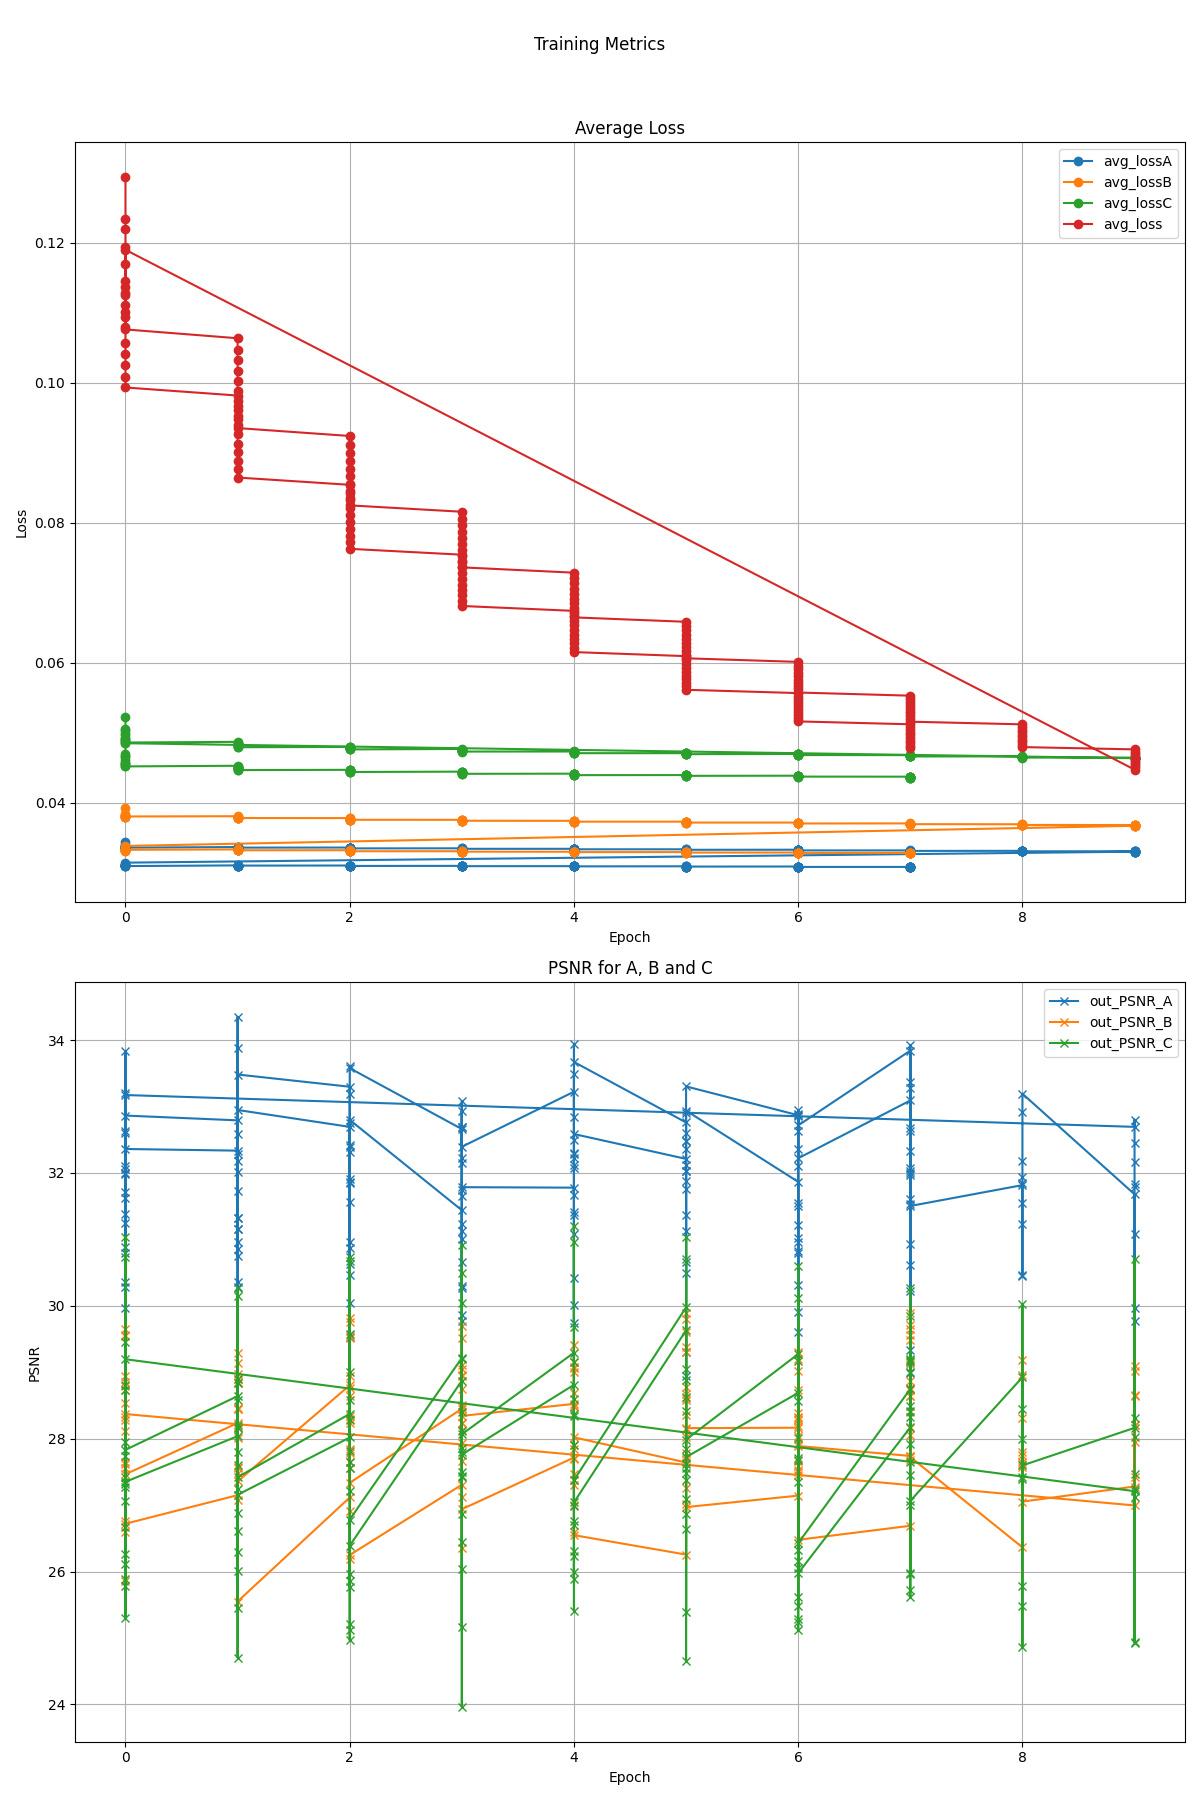 Training Metrics
Average Loss
avg_lossA
avg_lossB
avg_lossC
avg_loss
0.12
0.10
0.08
0.06
0.04
Loss
0 2 4 6 8
Epoch
PSNR for A, B and C
out_PSNR_A
out_PSNR_B
out_PSNR_C
34
32
30
28
26
24
PSNR
0 2 4 6 8
Epoch